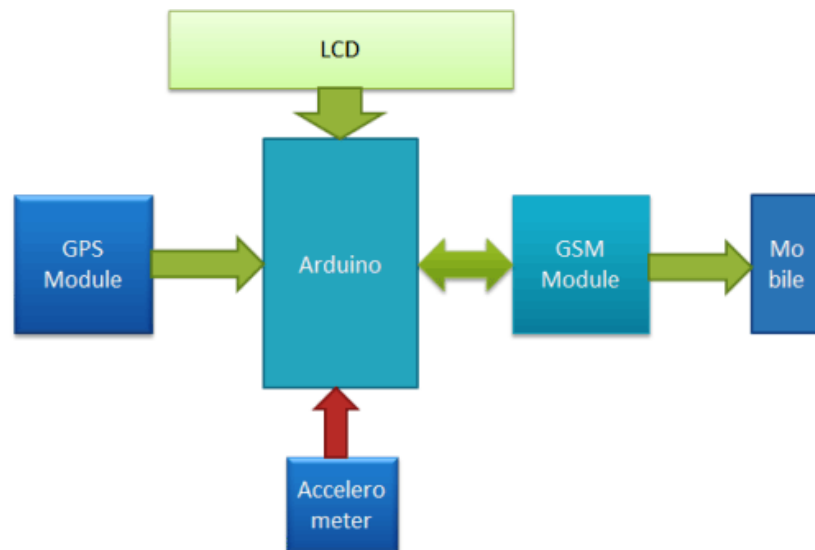 LCD
GPS
Module
Arduino
GSM
Module
Mo
bile
Accelero
meter